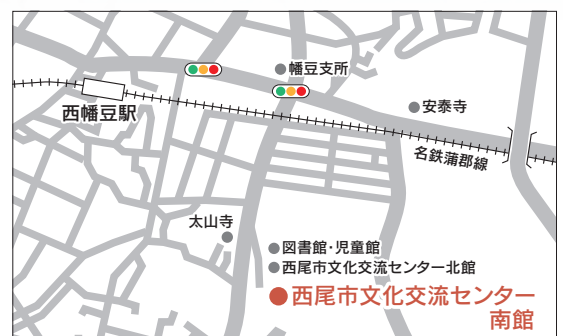 幡豆支所
西幡豆駅
安泰寺
名鉄蒲郡線
太山寺
図書館・児童館
西尾市文化交流センター北館
西尾市文化交流センター
南館